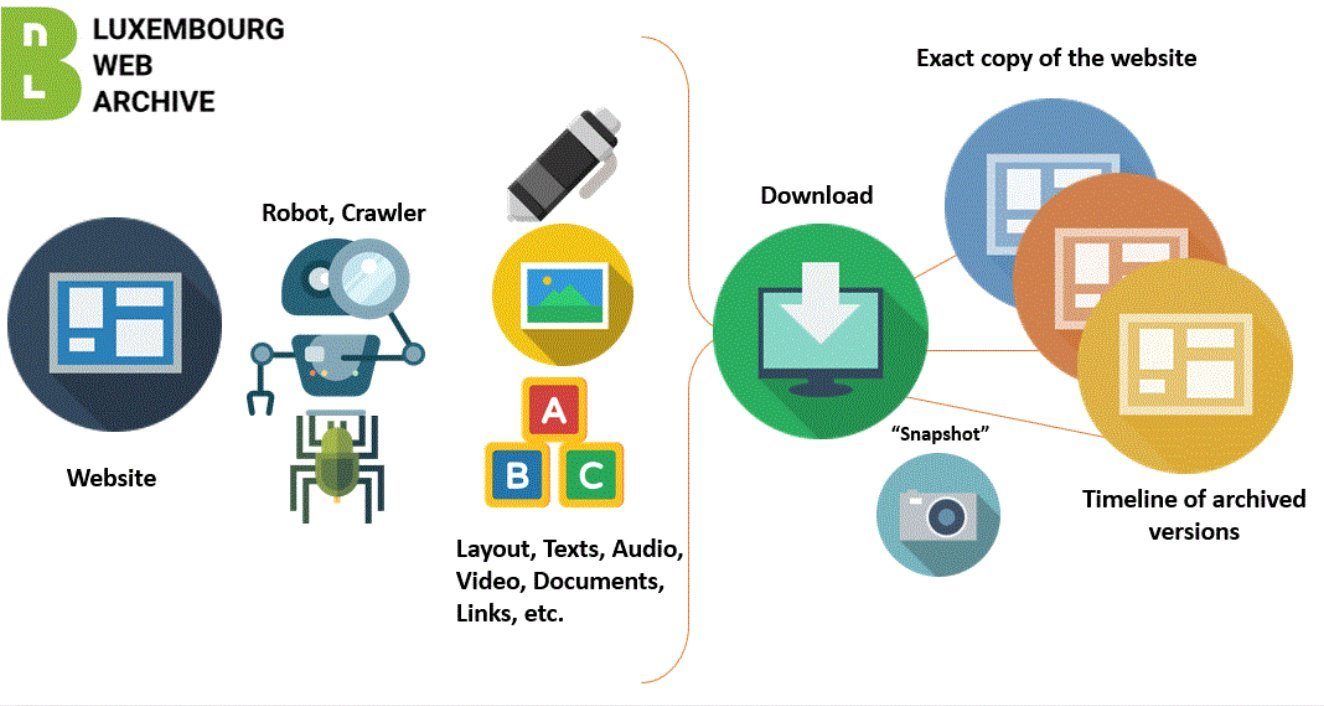 BnL
LUXEMBOURG
WEB
ARCHIVE
Website
Robot, Crawler
A
B
C
Layout, Texts, Audio,
Video, Documents,
Links, etc.
Download
“Snapshot”
Exact copy of the website
Timeline of archived
versions